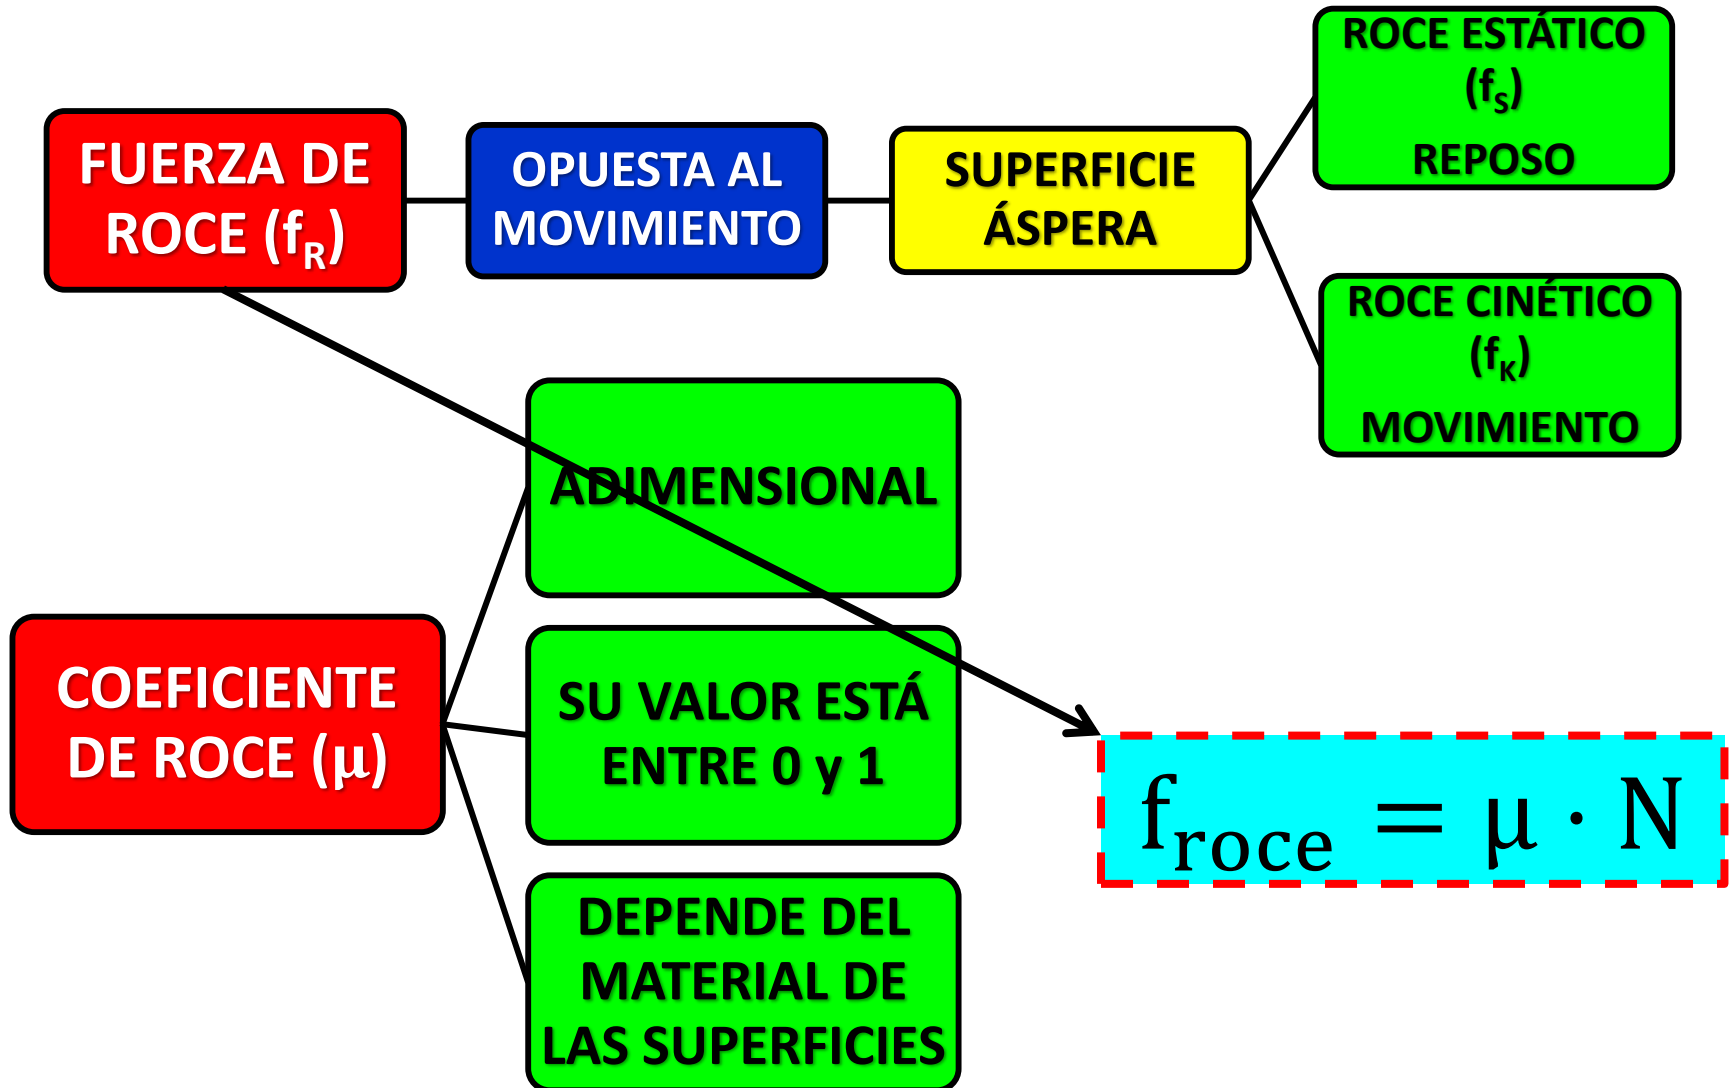 FUERZA DE
ROCE (fR)
OPUESTA AL
MOVIMIENTO
SUPERFICIE
ÁSPERA
ROCE ESTÁTICO
(fS)
REPOSO
ROCE CINÉTICO
(fK)
MOVIMIENTO
COEFICIENTE
DE ROCE (µ)
ADIMENSIONAL
SU VALOR ESTÁ
ENTRE 0 y 1
DEPENDE DEL
MATERIAL DE
LAS SUPERFICIES
froce = µ · N